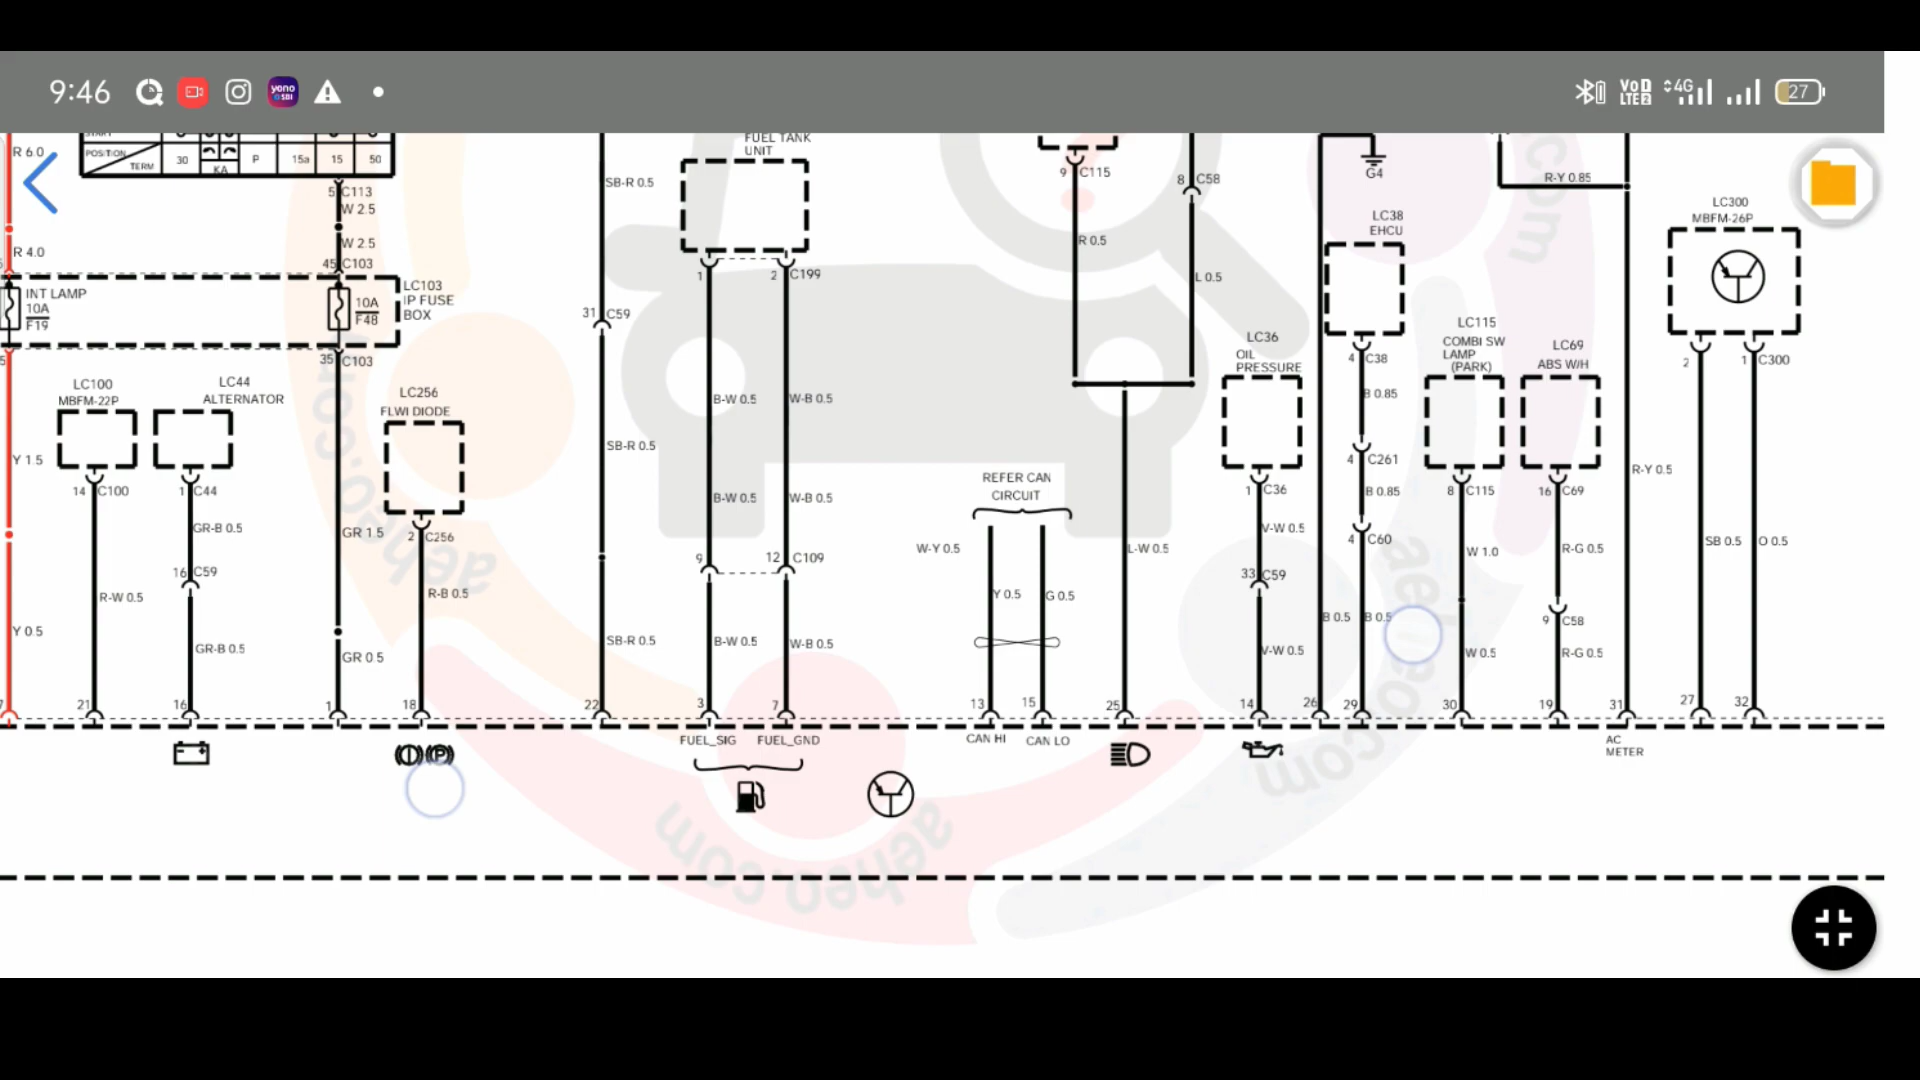 9:46
yono
SBI
VoD
LTE2
4G
27
R 6.0
POSITION
TERM
30
KA
P
15a
15
50
5
C113
W 2.5
W 2.5
R 4.0
45
C103
INT LAMP
10A
F19
10A
F48
LC103
IP FUSE
BOX
35
C103
LC100
MBFM-22P
LC44
ALTERNATOR
LC256
FLWI DIODE
Y 1.5
14
C100
1
C44
GR-B 0.5
GR 1.5
2
C256
16
C59
R-W 0.5
R-B 0.5
Y 0.5
GR-B 0.5
GR 0.5
21
16
1
18
SB-R 0.5
FUEL TANK
UNIT
1
2
C199
31
C59
B-W 0.5
W-B 0.5
SB-R 0.5
B-W 0.5
W-B 0.5
9
12
C109
SB-R 0.5
B-W 0.5
W-B 0.5
22
3
7
FUEL_SIG
FUEL_GND
REFER CAN
CIRCUIT
W-Y 0.5
Y 0.5
G 0.5
13
15
CAN HI
CAN LO
9
C115
8
C58
R 0.5
L 0.5
L-W 0.5
25
LC36
OIL
PRESSURE
1
C36
V-W 0.5
33
C59
V-W 0.5
14
G4
LC38
EHCU
4
C38
B 0.85
4
C261
B 0.85
4
C60
B 0.5
B 0.5
26
29
LC115
COMBI SW
LAMP
(PARK)
8
C115
W 1.0
W 0.5
30
LC69
ABS W/H
16
C69
R-G 0.5
9
C58
R-G 0.5
19
R-Y 0.85
R-Y 0.5
31
AC
METER
LC300
MBFM-26P
2
1
C300
SB 0.5
O 0.5
27
32
aeheo.com
aeheo.com